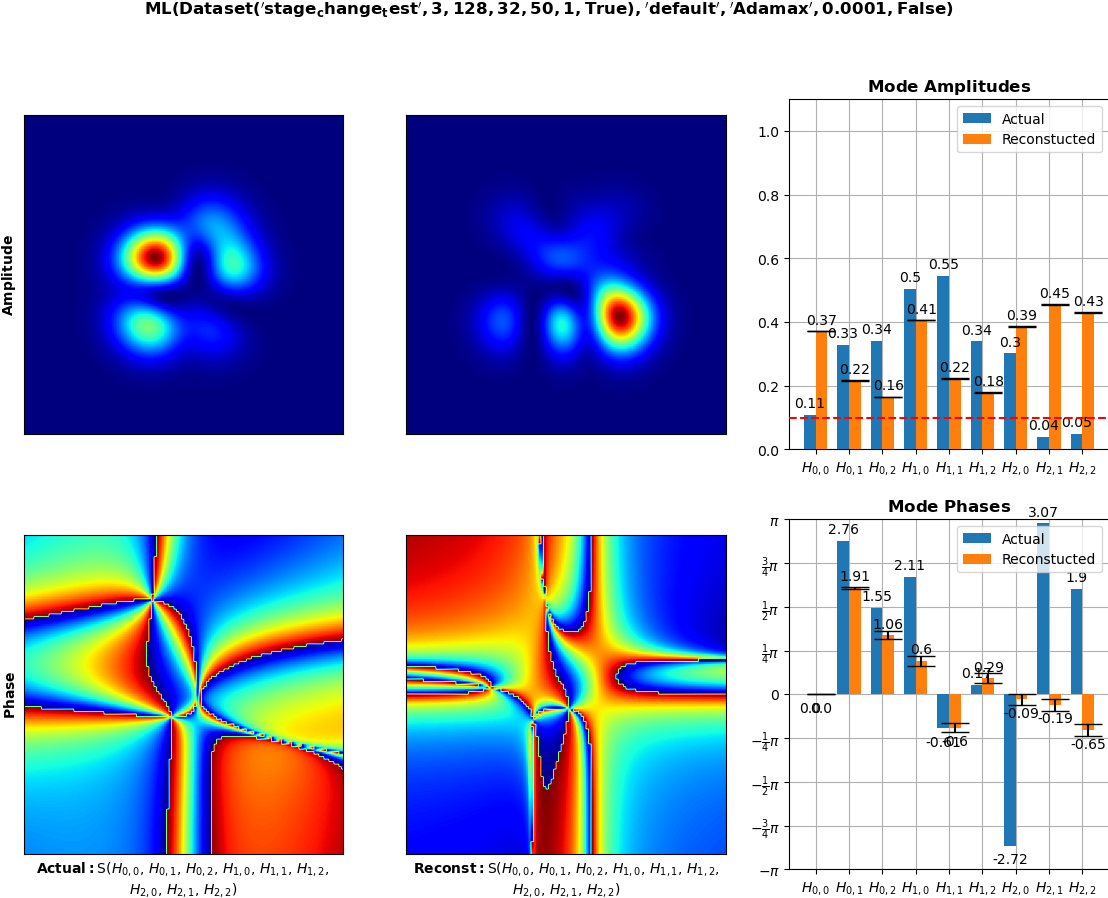 ML(Dataset('stage_change_test', 3, 128, 32, 50, 1, True), 'default', 'Adamax', 0.0001, False)
Amplitude
Mode Amplitudes
Actual
Reconstucted
1.0
0.8
0.6
0.4
0.2
0.0
0.11 0.37 0.33 0.22 0.34 0.16 0.5 0.41 0.55 0.22 0.34 0.18 0.3 0.39 0.04 0.45 0.05 0.43
H0,0 H0,1 H0,2 H1,0 H1,1 H1,2 H2,0 H2,1 H2,2
Phase
Mode Phases
Actual
Reconstucted
π
3/4π
1/2π
1/4π
0
−1/4π
−1/2π
−3/4π
−π
0.0 0.0 2.76 1.91 1.55 1.06 2.11 0.6 -0.6 0.29 -2.72 -0.09 3.07 -0.19 1.9 -0.65
H0,0 H0,1 H0,2 H1,0 H1,1 H1,2 H2,0 H2,1 H2,2
Actual: S(H0,0, H0,1, H0,2, H1,0, H1,1, H1,2,
H2,0, H2,1, H2,2)
Reconst: S(H0,0, H0,1, H0,2, H1,0, H1,1, H1,2,
H2,0, H2,1, H2,2)